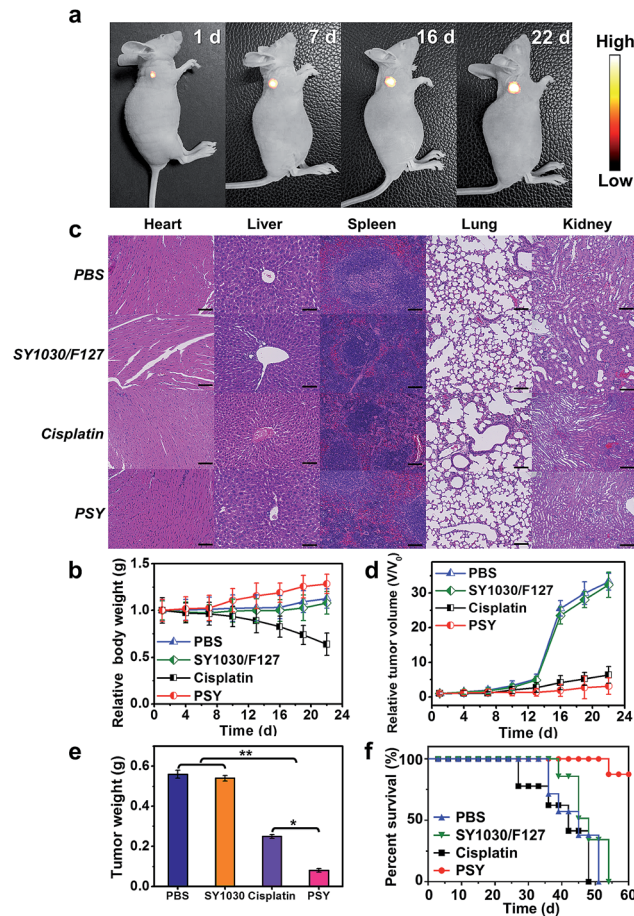 a
1 d 7 d 16 d 22 d
High
Low
c
Heart Liver Spleen Lung Kidney
PBS
SY1030/F127
Cisplatin
PSY
b
Relative body weight (g)
1.5
1.0
0.5
0.0
PBS
SY1030/F127
Cisplatin
PSY
0 4 8 12 16 20 24
Time (d)
d
Relative tumor volume (V/V0)
40
30
20
10
0
PBS
SY1030/F127
Cisplatin
PSY
0 4 8 12 16 20 24
Time (d)
e
Tumor weight (g)
0.6
0.4
0.2
0.0
**
*
PBS SY1030 Cisplatin PSY
f
Percent survival (%)
100
50
0
PBS
SY1030/F127
Cisplatin
PSY
0 10 20 30 40 50 60
Time (d)